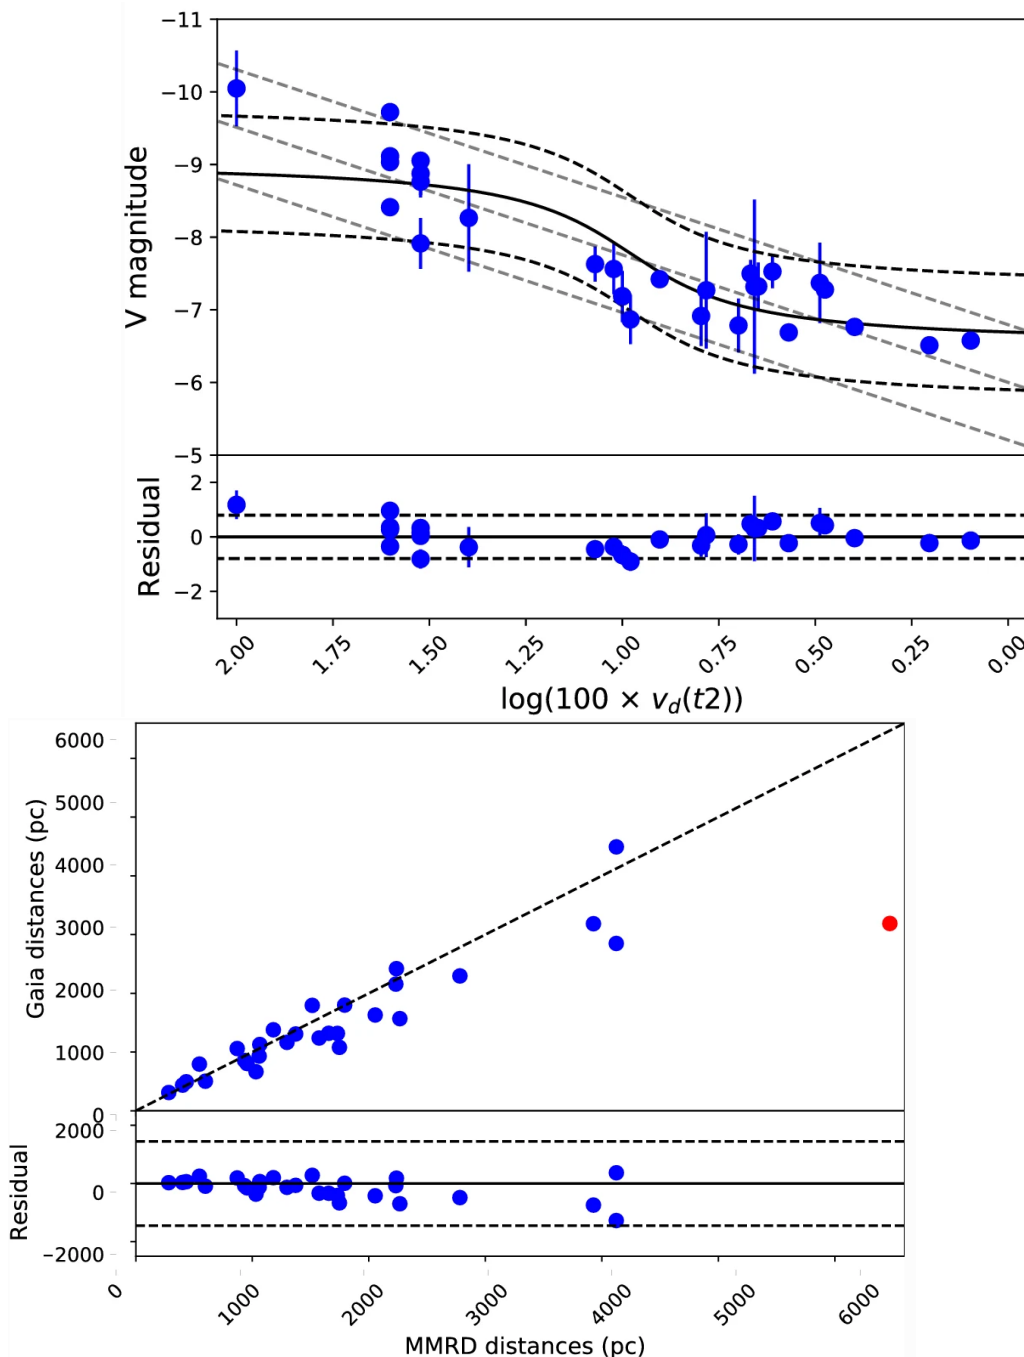 −11
−10
−9
−8
−7
−6
−5
V magnitude
2
0
−2
Residual
2.00 1.75 1.50 1.25 1.00 0.75 0.50 0.25 0.00
log(100 × v_d(t2))
6000
5000
4000
3000
2000
1000
0
Gaia distances (pc)
2000
0
−2000
Residual
0 1000 2000 3000 4000 5000 6000
MMRD distances (pc)